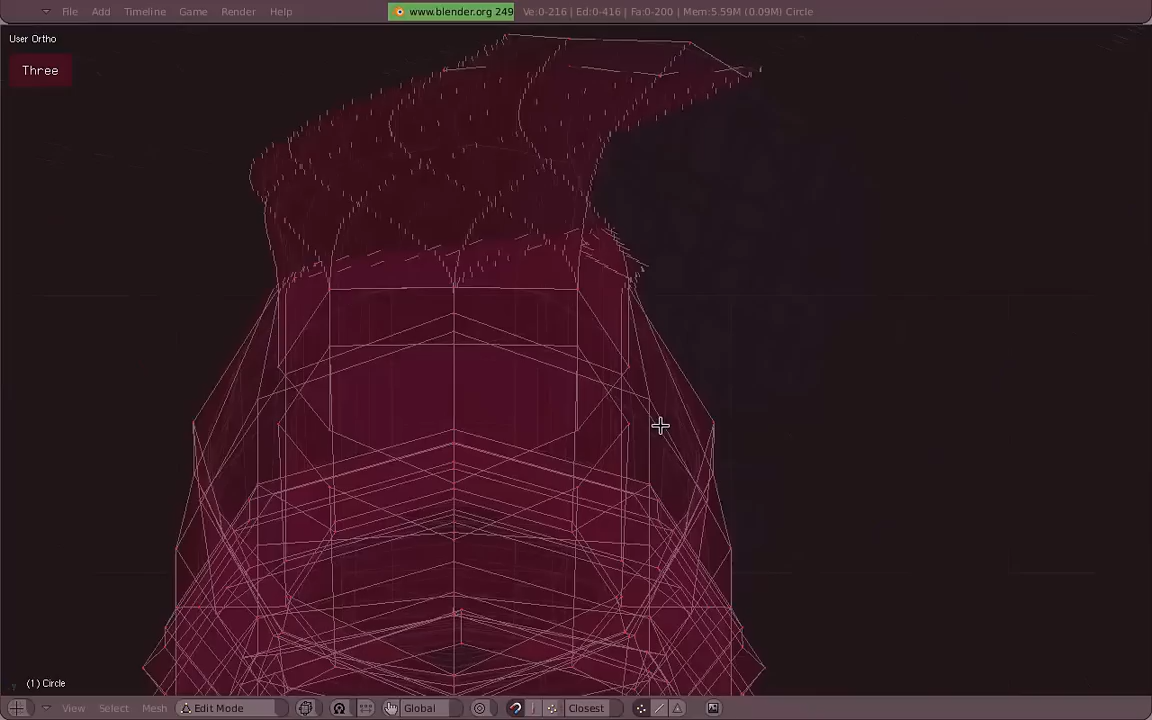 File Add Timeline Game Render Help www.blender.org 249 Ve:0-216 | Ed:0-416 | Fa:0-200 | Mem:5.59M (0.09M) Circle
User Ortho
Three
(1) Circle
View Select Mesh Edit Mode Global Closest